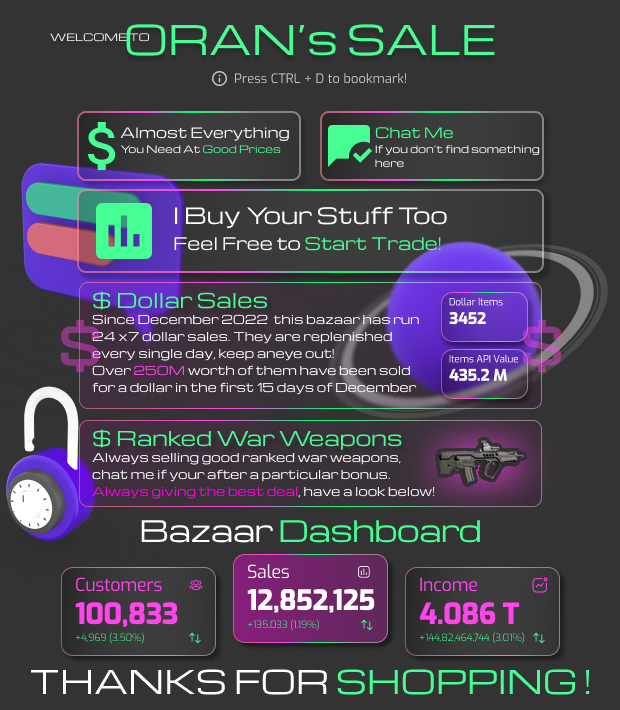 WELCOME TO
ORAN's SALE
Press CTRL + D to bookmark!
$ Almost Everything
You Need At Good Prices
Chat Me
If you don't find something
here
I Buy Your Stuff Too
Feel Free to Start Trade!
$ Dollar Sales
Since December 2022 this bazaar has run
24 x7 dollar sales. They are replenished
every single day, keep aneye out!
Over 250M worth of them have been sold
for a dollar in the first 15 days of December
$ $
Dollar Items
3452
Items API Value
435.2 M
$ Ranked War Weapons
Always selling good ranked war weapons,
chat me if your after a particular bonus.
Always giving the best deal, have a look below!
Bazaar Dashboard
Customers
100,833
+4,969 (3.50%)
Sales
12,852,125
+135,033 (1.19%)
Income
4.086 T
+144,82,464,744 (3.01%)
THANKS FOR SHOPPING!